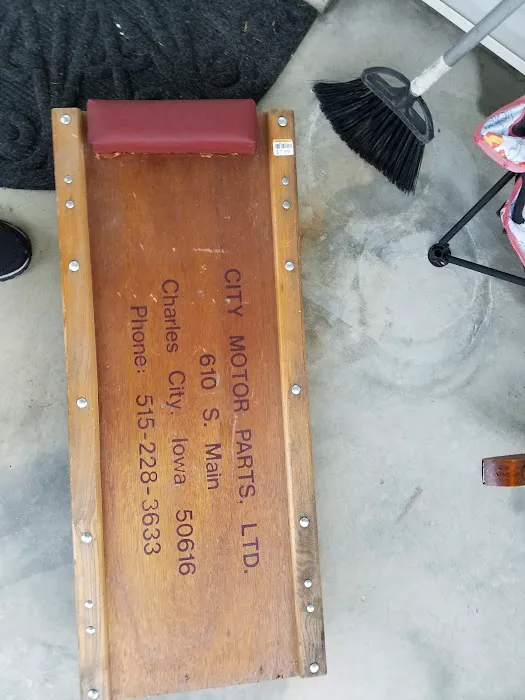 CITY MOTOR PARTS, LTD.
610 S. Main
Charles City, Iowa 50616
Phone: 515-228-3633